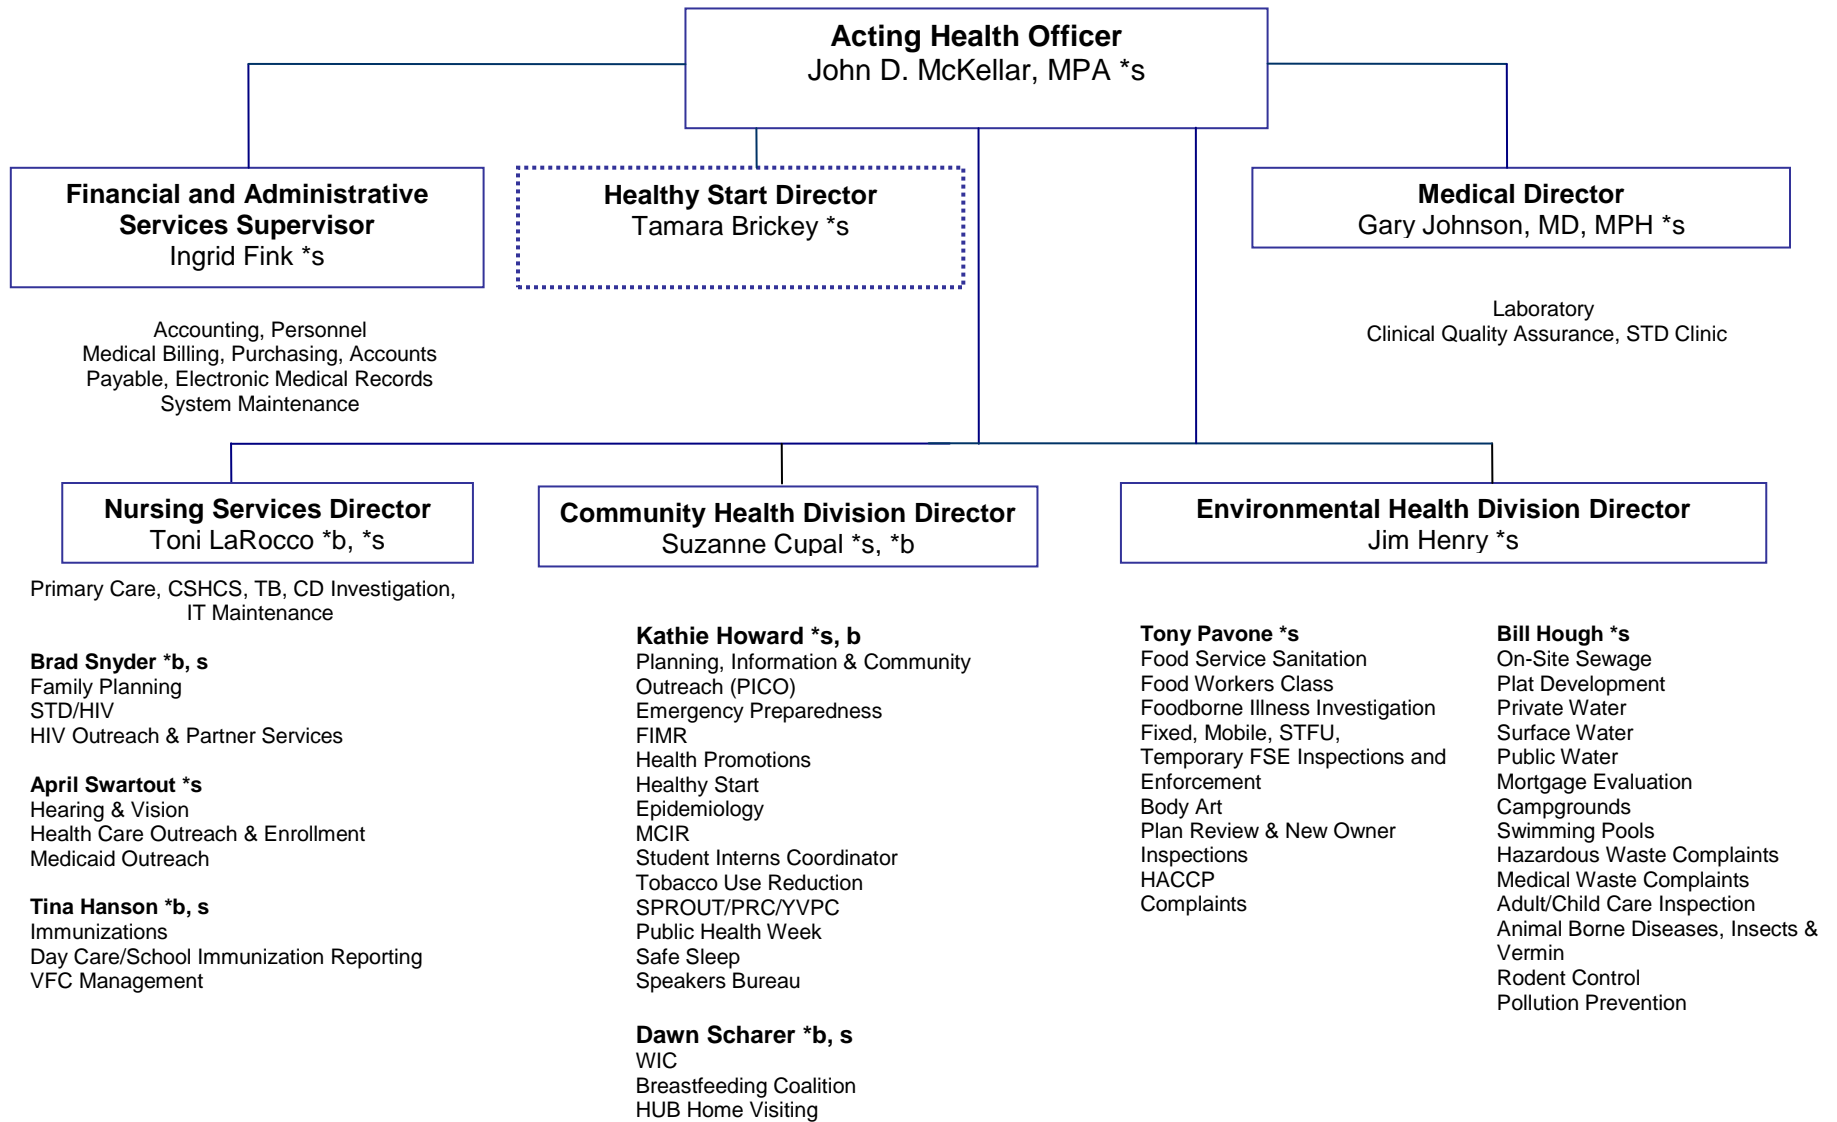 Acting Health Officer
John D. McKellar, MPA *s
Financial and Administrative
Services Supervisor
Ingrid Fink *s
Healthy Start Director
Tamara Brickey *s
Medical Director
Gary Johnson, MD, MPH *s
Accounting, Personnel
Medical Billing, Purchasing, Accounts
Payable, Electronic Medical Records
System Maintenance
Laboratory
Clinical Quality Assurance, STD Clinic
Nursing Services Director
Toni LaRocco *b, *s
Community Health Division Director
Suzanne Cupal *s, *b
Environmental Health Division Director
Jim Henry *s
Primary Care, CSHCS, TB, CD Investigation,
IT Maintenance
Brad Snyder *b, s
Family Planning
STD/HIV
HIV Outreach & Partner Services
April Swartout *s
Hearing & Vision
Health Care Outreach & Enrollment
Medicaid Outreach
Tina Hanson *b, s
Immunizations
Day Care/School Immunization Reporting
VFC Management
Kathie Howard *s, b
Planning, Information & Community
Outreach (PICO)
Emergency Preparedness
FIMR
Health Promotions
Healthy Start
Epidemiology
MCIR
Student Interns Coordinator
Tobacco Use Reduction
SPROUT/PRC/YVPC
Public Health Week
Safe Sleep
Speakers Bureau
Dawn Scharer *b, s
WIC
Breastfeeding Coalition
HUB Home Visiting
Tony Pavone *s
Food Service Sanitation
Food Workers Class
Foodborne Illness Investigation
Fixed, Mobile, STFU,
Temporary FSE Inspections and
Enforcement
Body Art
Plan Review & New Owner
Inspections
HACCP
Complaints
Bill Hough *s
On-Site Sewage
Plat Development
Private Water
Surface Water
Public Water
Mortgage Evaluation
Campgrounds
Swimming Pools
Hazardous Waste Complaints
Medical Waste Complaints
Adult/Child Care Inspection
Animal Borne Diseases, Insects &
Vermin
Rodent Control
Pollution Prevention